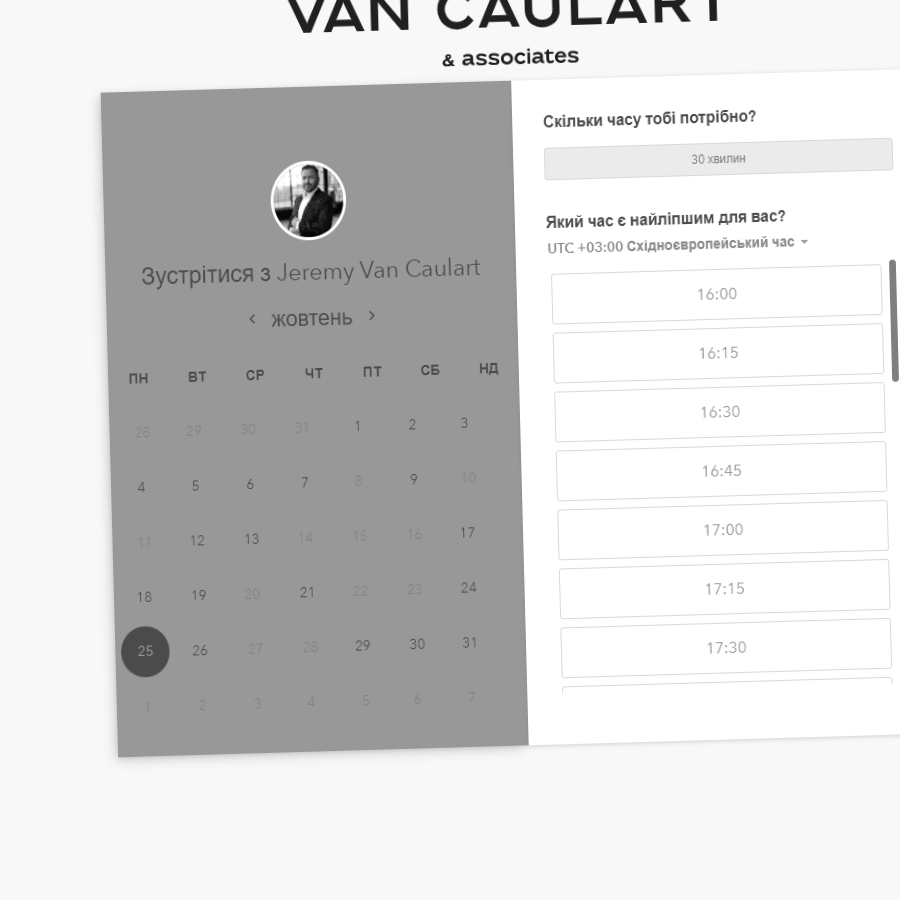 VAN CAULART
& associates
Зустрітися з Jeremy Van Caulart
‹ жовтень ›
ПН ВТ СР ЧТ ПТ СБ НД
28 29 30 31 1 2 3
4 5 6 7 8 9 10
11 12 13 14 15 16 17
18 19 20 21 22 23 24
25 26 27 28 29 30 31
1 2 3 4 5 6 7
Скільки часу тобі потрібно?
30 хвилин
Який час є найліпшим для вас?
UTC +03:00 Східноєвропейський час
16:00
16:15
16:30
16:45
17:00
17:15
17:30